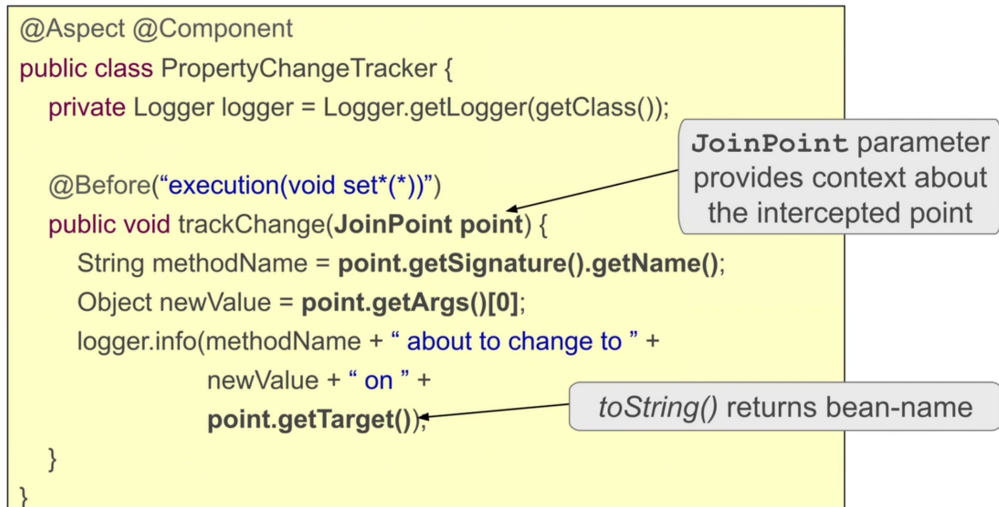 @Aspect @Component
public class PropertyChangeTracker {
private Logger logger = Logger.getLogger(getClass());
JoinPoint parameter
provides context about
the intercepted point
@Before(“execution(void set*(*))”)
public void trackChange(JoinPoint point) {
String methodName = point.getSignature().getName();
Object newValue = point.getArgs()[0];
logger.info(methodName + “ about to change to ” +
newValue + “ on ” +
point.getTarget());
toString() returns bean-name
}
}